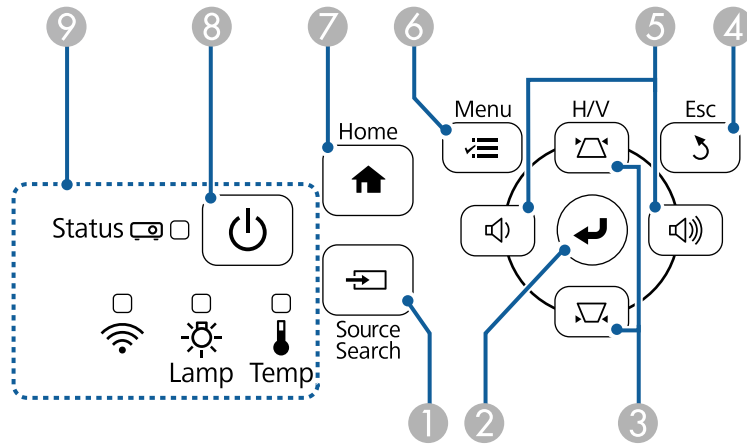 9 8 7 6 5 4
Menu H/V Esc
Home
Status
Source
Search
Lamp Temp
1 2 3